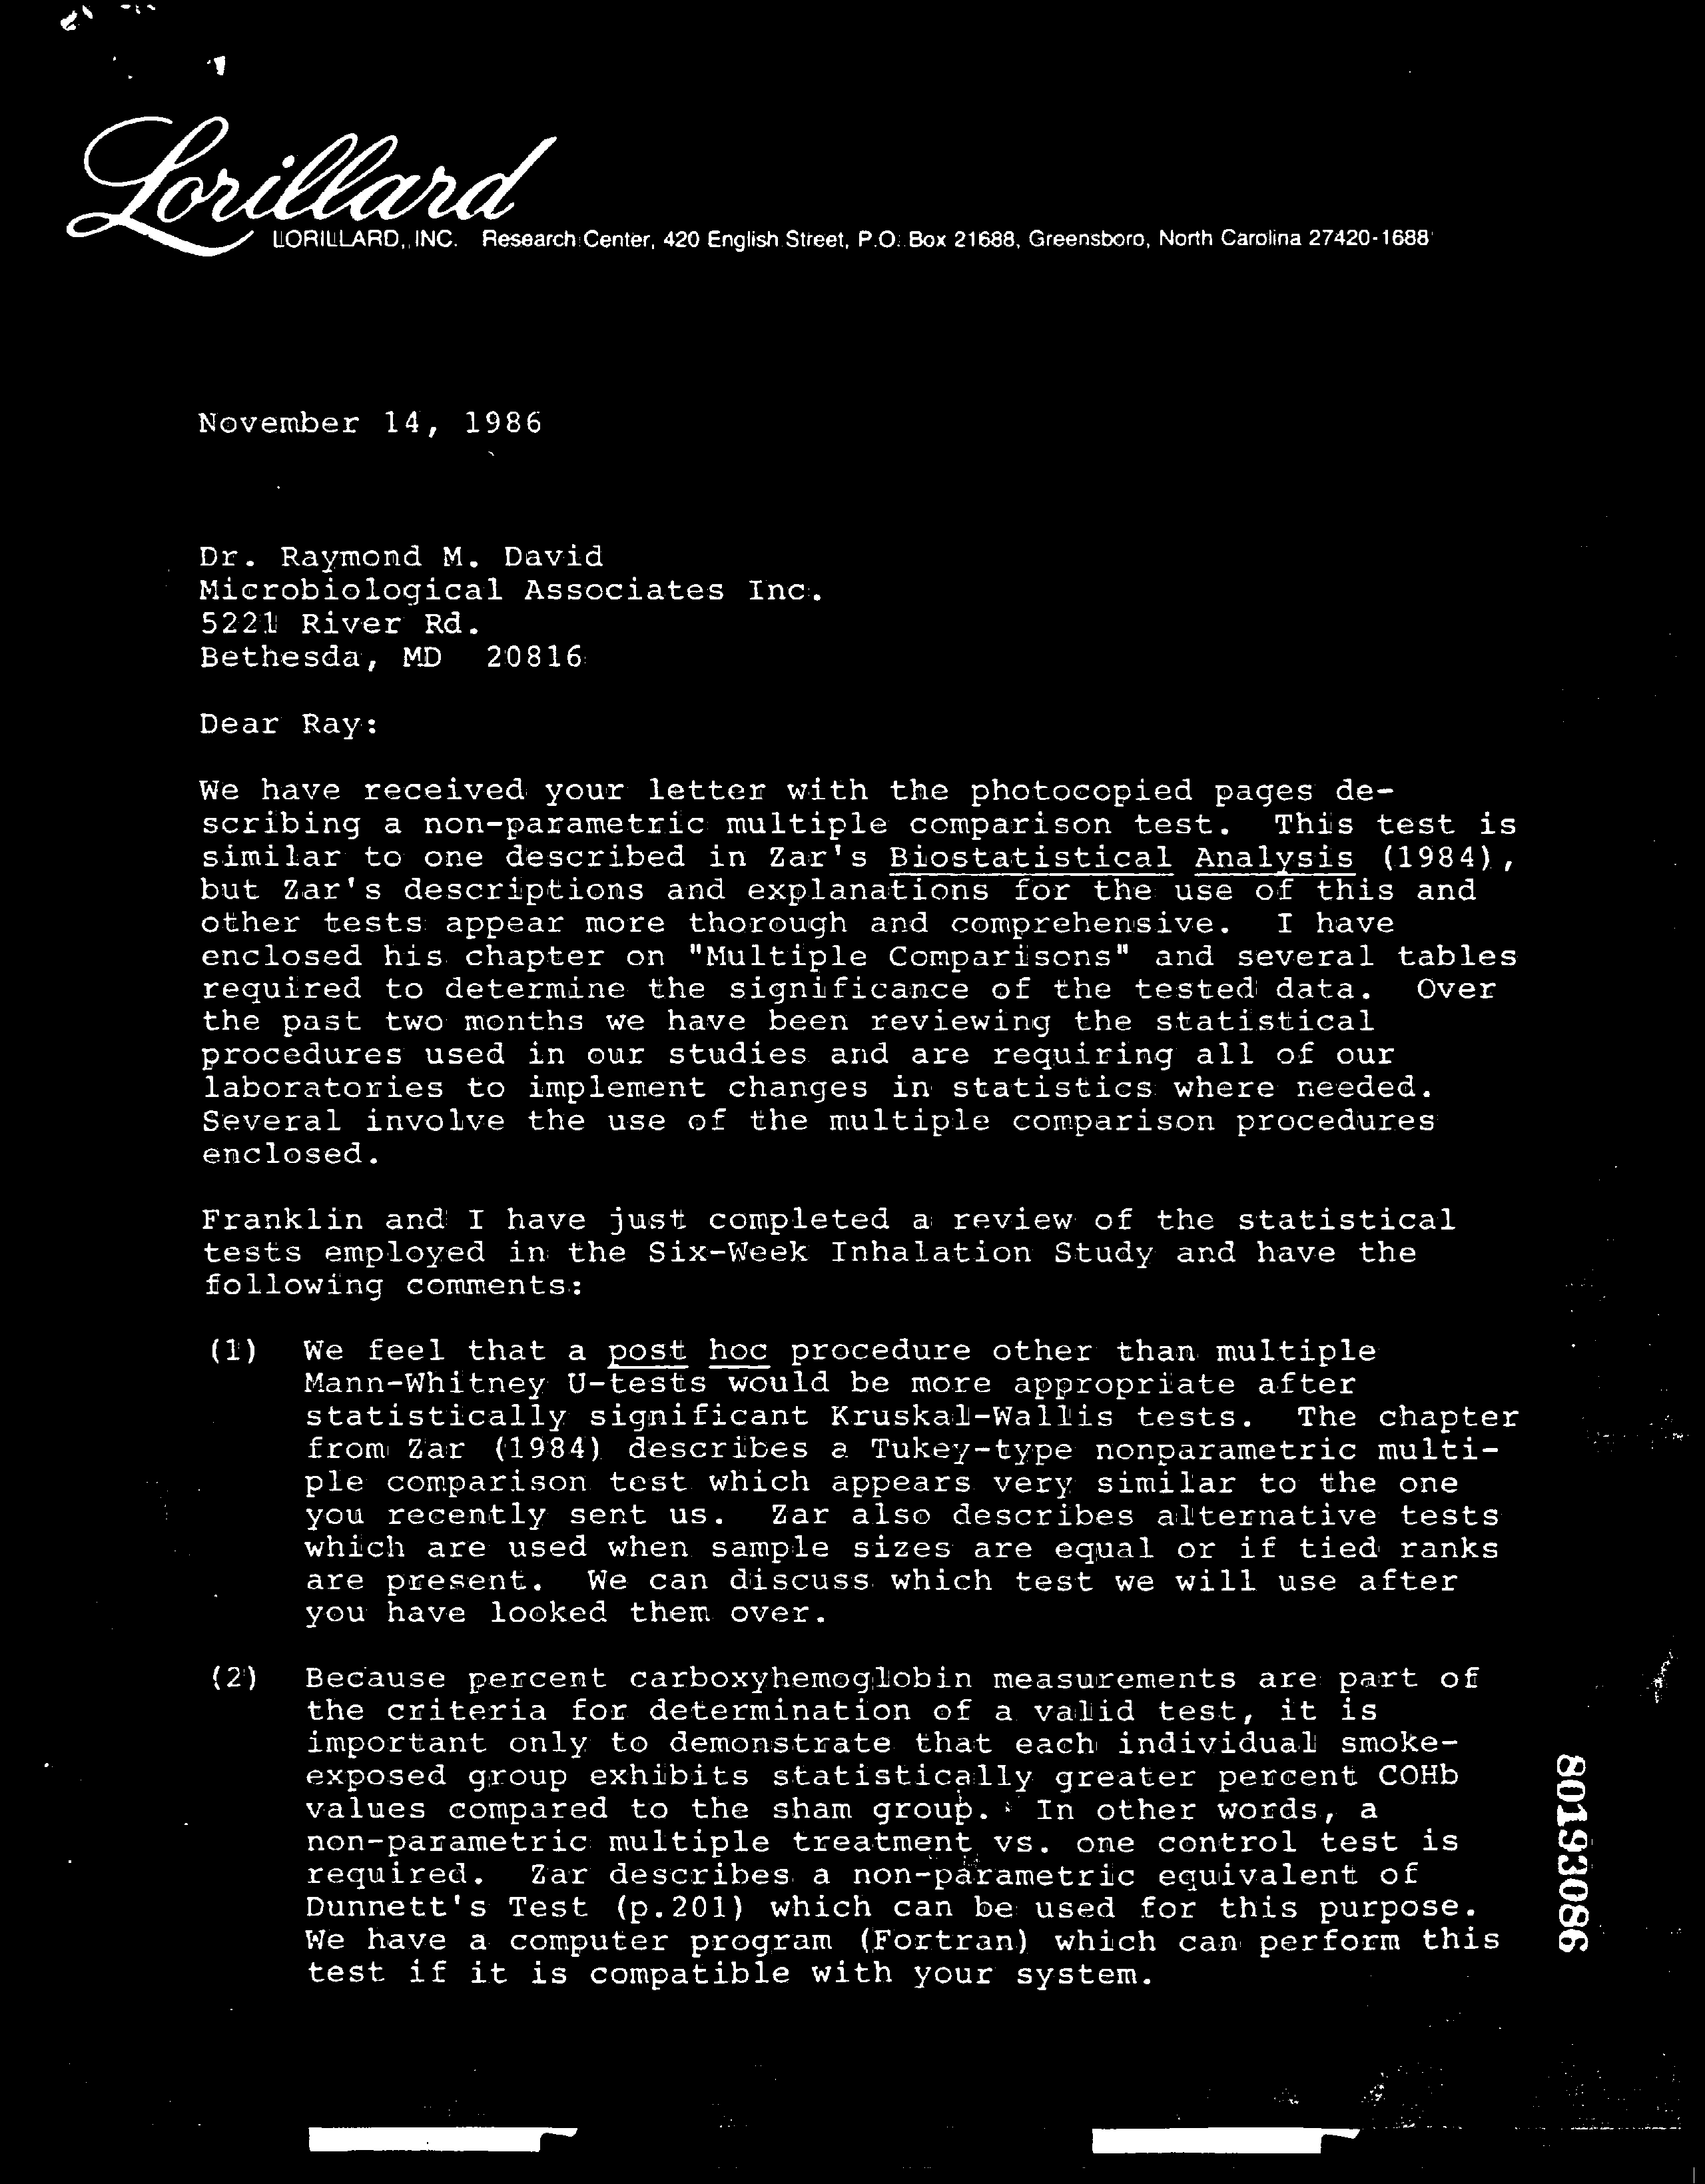 Lorillard
LORILLARD, INC. Research Center, 420 English Street, P.O. Box 21688, Greensboro, North Carolina 27420-1688
November 14, 1986
Dr. Raymond M. David
Microbiological Associates Inc.
5221 River Rd.
Bethesda, MD 20816
Dear Ray:
We have received your letter with the photocopied pages de-
scribing a non-parametric multiple comparison test. This test is
similar to one described in Zar's Biostatistical Analysis (1984),
but Zar's descriptions and explanations for the use of this and
other tests appear more thorough and comprehensive. I have
enclosed his chapter on "Multiple Comparisons" and several tables
required to determine the significance of the tested data. Over
the past two months we have been reviewing the statistical
procedures used in our studies and are requiring all of our
laboratories to implement changes in statistics where needed.
Several involve the use of the multiple comparison procedures
enclosed.
Franklin and I have just completed a review of the statistical
tests employed in the Six-Week Inhalation Study and have the
following comments:
(1) We feel that a post hoc procedure other than multiple
Mann-Whitney U-tests would be more appropriate after
statistically significant Kruskal-Wallis tests. The chapter
from Zar (1984) describes a Tukey-type nonparametric multi-
ple comparison test which appears very similar to the one
you recently sent us. Zar also describes alternative tests
which are used when sample sizes are equal or if tied ranks
are present. We can discuss which test we will use after
you have looked them over.
(2) Because percent carboxyhemoglobin measurements are part of
the criteria for determination of a valid test, it is
important only to demonstrate that each individual smoke-
exposed group exhibits statistically greater percent COHb
values compared to the sham group. In other words, a
non-parametric multiple treatment vs. one control test is
required. Zar describes a non-parametric equivalent of
Dunnett's Test (p.201) which can be used for this purpose.
We have a computer program (Fortran) which can perform this
test if it is compatible with your system.
80193086